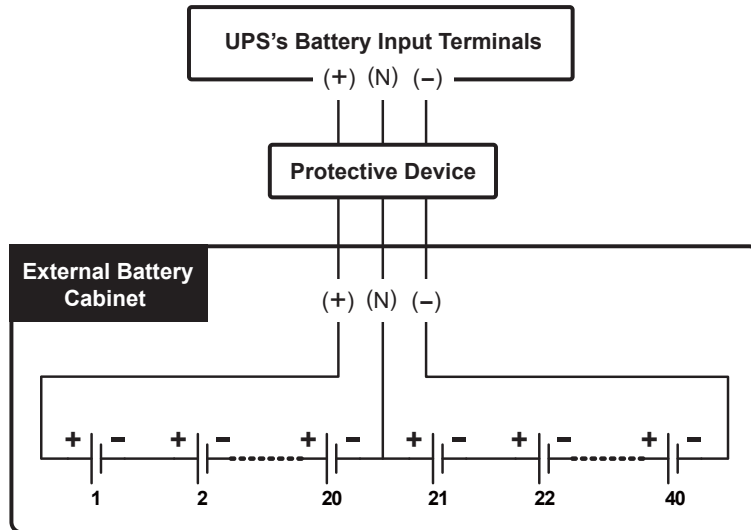 UPS’s Battery Input Terminals
(+) (N) (−)
Protective Device
External Battery
Cabinet
(+) (N) (−)
+ − + − + − + − + − + −
1 2 20 21 22 40